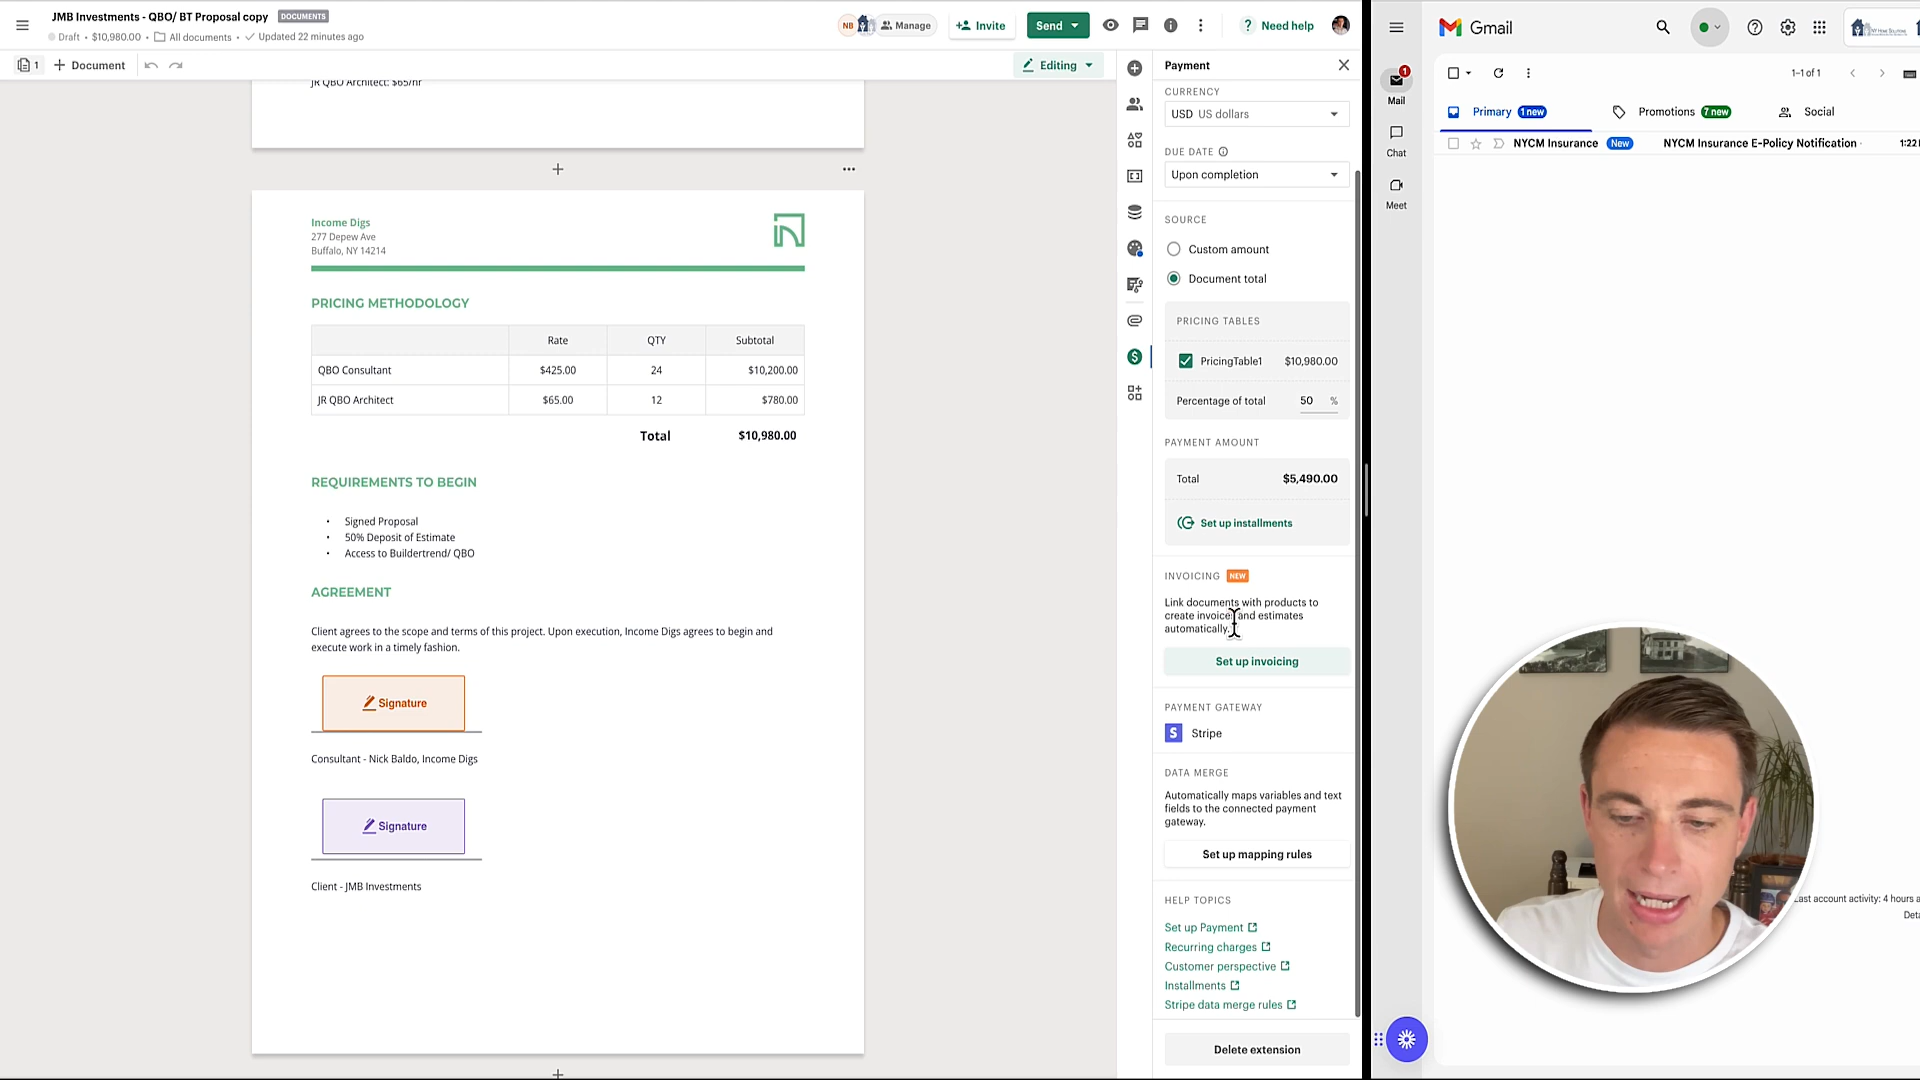 JMB Investments - QBO/ BT Proposal copy DOCUMENTS
Draft • $10,980.00 • All documents • Updated 22 minutes ago
NB Manage
Invite
Send
Need help
1
Document
Editing
JR QBO Architect: $65/hr
Income Digs
277 Depew Ave
Buffalo, NY 14214
PRICING METHODOLOGY
Rate QTY Subtotal
QBO Consultant $425.00 24 $10,200.00
JR QBO Architect $65.00 12 $780.00
Total $10,980.00
REQUIREMENTS TO BEGIN
• Signed Proposal
• 50% Deposit of Estimate
• Access to Buildertrend/ QBO
AGREEMENT
Client agrees to the scope and terms of this project. Upon execution, Income Digs agrees to begin and
execute work in a timely fashion.
Signature
Consultant - Nick Baldo, Income Digs
Signature
Client - JMB Investments
Payment
CURRENCY
USD US dollars
DUE DATE
Upon completion
SOURCE
Custom amount
Document total
PRICING TABLES
PricingTable1 $10,980.00
Percentage of total 50 %
PAYMENT AMOUNT
Total $5,490.00
Set up installments
INVOICING NEW
Link documents with products to
create invoices and estimates
automatically.
Set up invoicing
PAYMENT GATEWAY
S Stripe
DATA MERGE
Automatically maps variables and text
fields to the connected payment
gateway.
Set up mapping rules
HELP TOPICS
Set up Payment
Recurring charges
Customer perspective
Installments
Stripe data merge rules
Delete extension
Gmail
1
Mail
Chat
Meet
1–1 of 1
Primary 1 new
Promotions 7 new
Social
NYCM Insurance New NYCM Insurance E-Policy Notification 1:22
Last account activity: 4 hours a
Deta